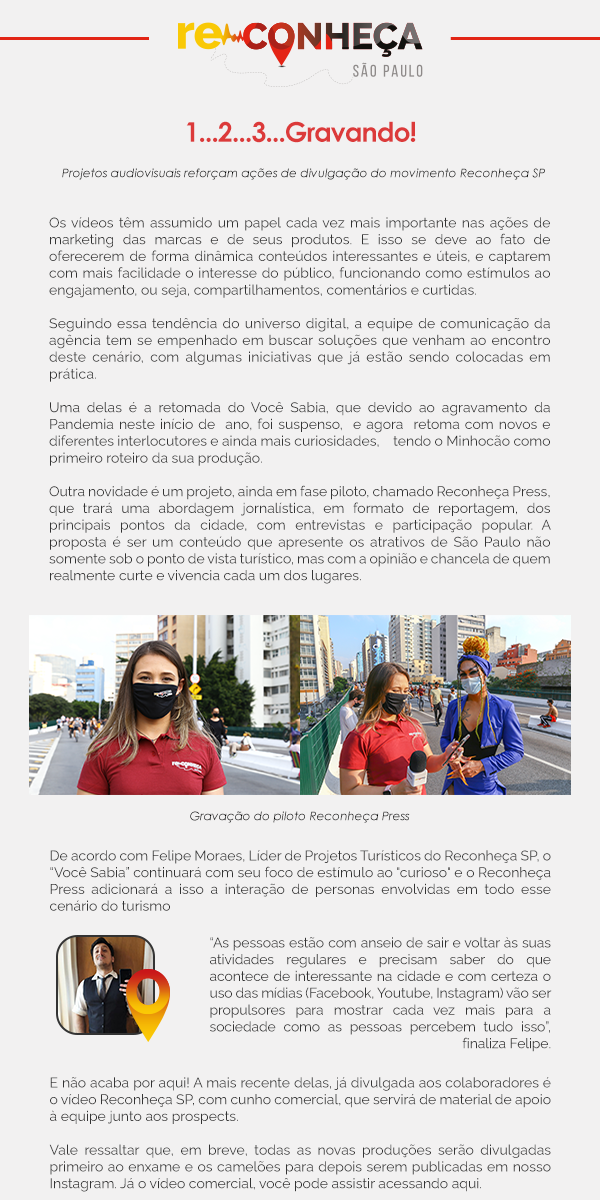 reCONHEÇA
SÃO PAULO
1...2...3...Gravando!
Projetos audiovisuais reforçam ações de divulgação do movimento Reconheça SP
Os vídeos têm assumido um papel cada vez mais importante nas ações de
marketing das marcas e de seus produtos. E isso se deve ao fato de
oferecerem de forma dinâmica conteúdos interessantes e úteis, e captarem
com mais facilidade o interesse do público, funcionando como estímulos ao
engajamento, ou seja, compartilhamentos, comentários e curtidas.
Seguindo essa tendência do universo digital, a equipe de comunicação da
agência tem se empenhado em buscar soluções que venham ao encontro
deste cenário, com algumas iniciativas que já estão sendo colocadas em
prática.
Uma delas é a retomada do Você Sabia, que devido ao agravamento da
Pandemia neste início de ano, foi suspenso, e agora retoma com novos e
diferentes interlocutores e ainda mais curiosidades, tendo o Minhocão como
primeiro roteiro da sua produção.
Outra novidade é um projeto, ainda em fase piloto, chamado Reconheça Press,
que trará uma abordagem jornalística, em formato de reportagem, dos
principais pontos da cidade, com entrevistas e participação popular. A
proposta é ser um conteúdo que apresente os atrativos de São Paulo não
somente sob o ponto de vista turístico, mas com a opinião e chancela de quem
realmente curte e vivencia cada um dos lugares.
reCONHEÇA
Gravação do piloto Reconheça Press
De acordo com Felipe Moraes, Líder de Projetos Turísticos do Reconheça SP, o
“Você Sabia” continuará com seu foco de estímulo ao "curioso" e o Reconheça
Press adicionará a isso a interação de personas envolvidas em todo esse
cenário do turismo
“As pessoas estão com anseio de sair e voltar às suas
atividades regulares e precisam saber do que
acontece de interessante na cidade e com certeza o
uso das mídias (Facebook, Youtube, Instagram) vão ser
propulsores para mostrar cada vez mais para a
sociedade como as pessoas percebem tudo isso”,
finaliza Felipe.
E não acaba por aqui! A mais recente delas, já divulgada aos colaboradores é
o vídeo Reconheça SP, com cunho comercial, que servirá de material de apoio
à equipe junto aos prospects.
Vale ressaltar que, em breve, todas as novas produções serão divulgadas
primeiro ao enxame e os camelões para depois serem publicadas em nosso
Instagram. Já o vídeo comercial, você pode assistir acessando aqui.